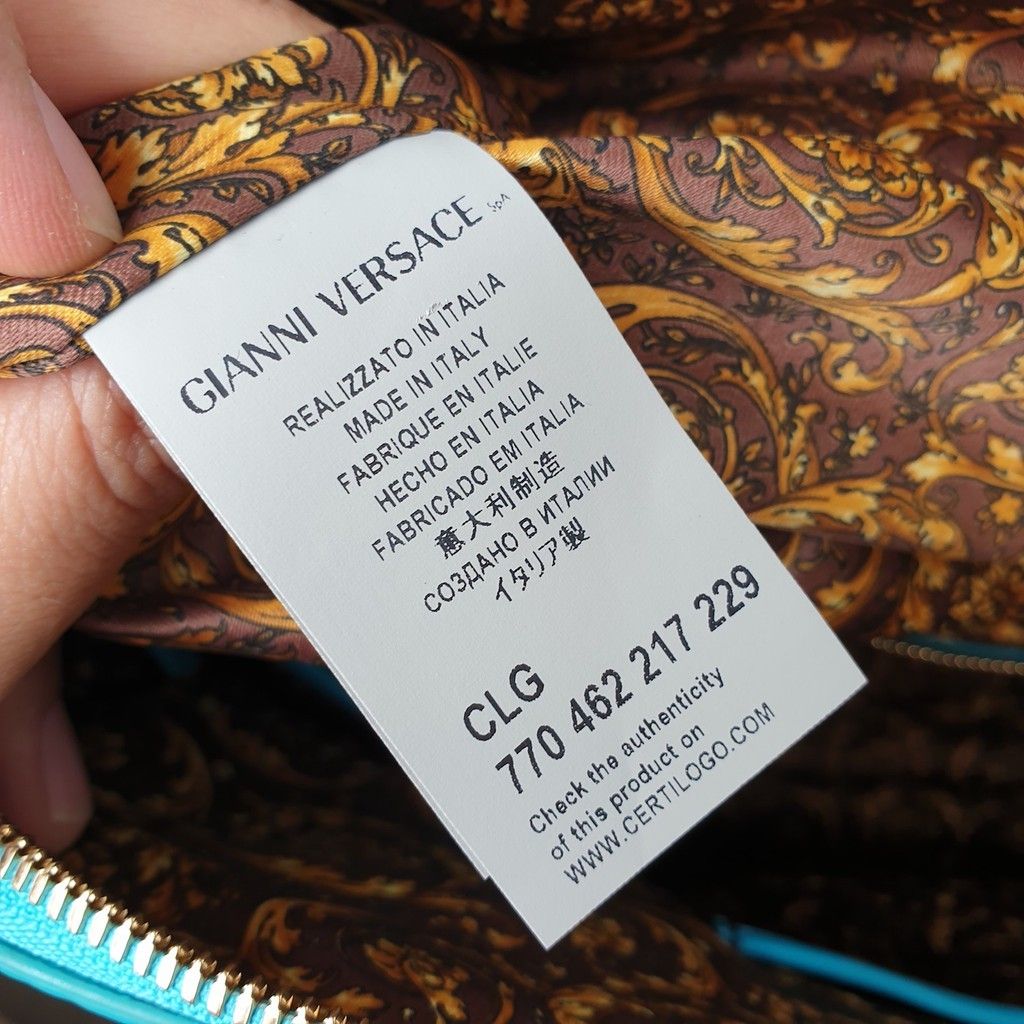 GIANNI VERSACE SpA
REALIZZATO IN ITALIA
MADE IN ITALY
FABRIQUE EN ITALIE
HECHO EN ITALIA
FABRICADO EM ITALIA
意大利制造
СОЗДАНО В ИТАЛИИ
イタリア製
CLG
770 462 217 229
Check the authenticity
of this product on
WWW.CERTILOGO.COM